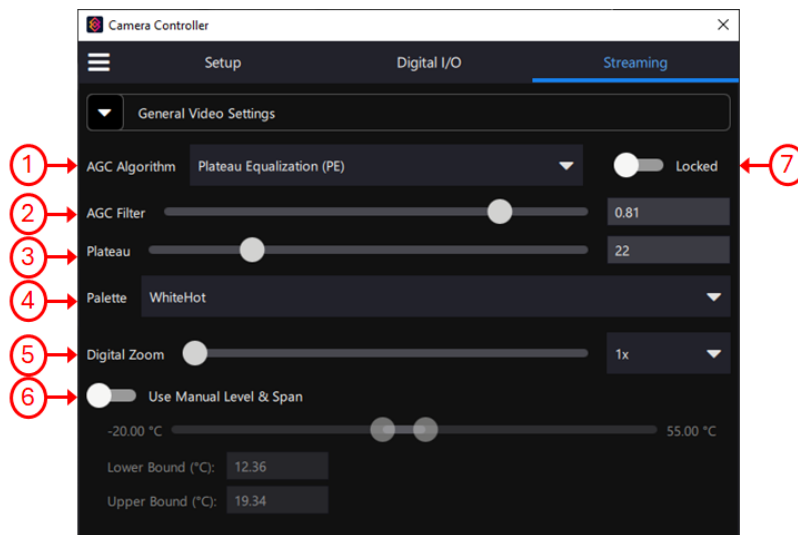 Camera Controller
Setup Digital I/O Streaming
General Video Settings
1 AGC Algorithm Plateau Equalization (PE) Locked 7
2 AGC Filter 0.81
3 Plateau 22
4 Palette WhiteHot
5 Digital Zoom 1x
6 Use Manual Level & Span
-20.00 °C 55.00 °C
Lower Bound (°C): 12.36
Upper Bound (°C): 19.34